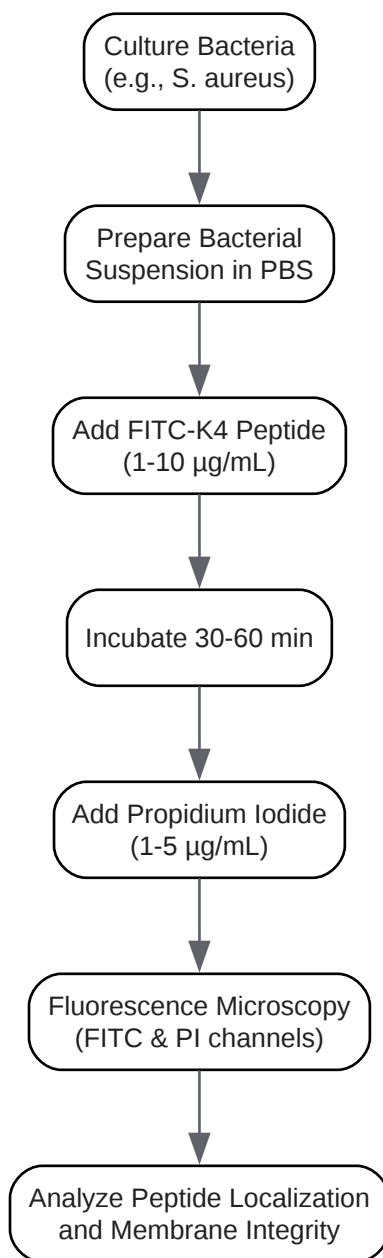 Culture Bacteria
(e.g., S. aureus)
Prepare Bacterial
Suspension in PBS
Add FITC-K4 Peptide
(1-10 µg/mL)
Incubate 30-60 min
Add Propidium Iodide
(1-5 µg/mL)
Fluorescence Microscopy
(FITC & PI channels)
Analyze Peptide Localization
and Membrane Integrity